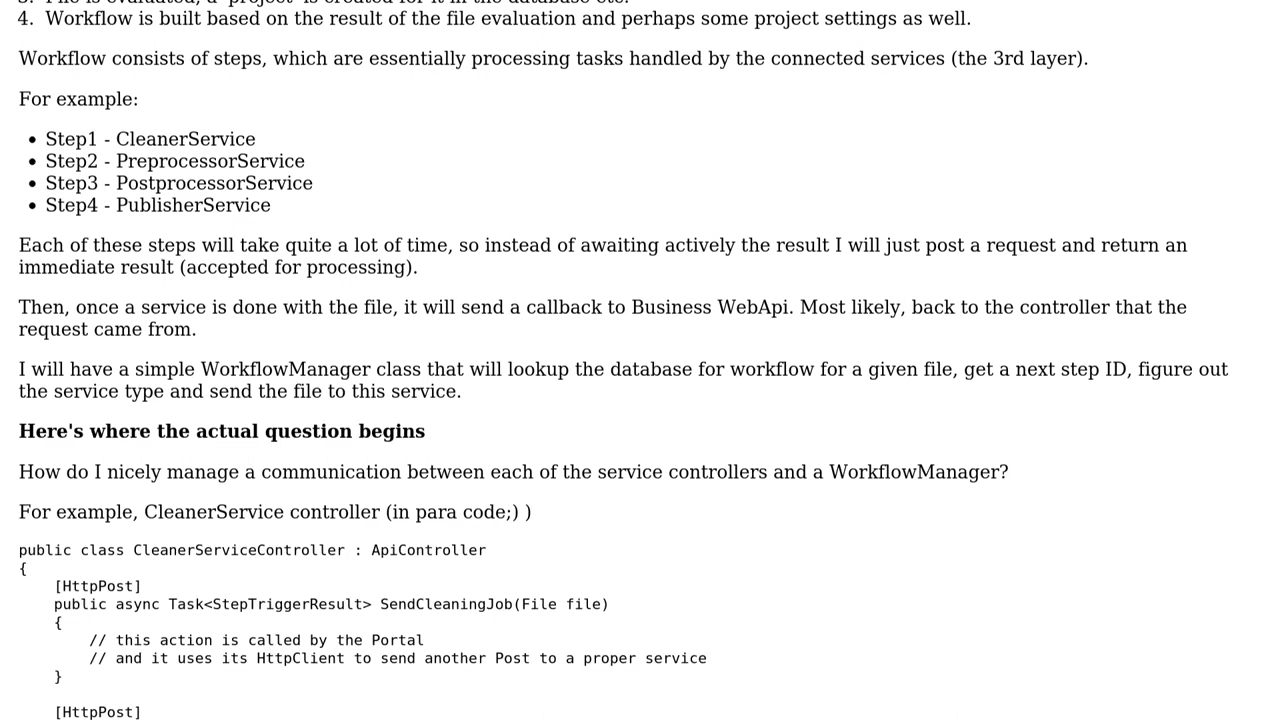 4. Workflow is built based on the result of the file evaluation and perhaps some project settings as well.
Workflow consists of steps, which are essentially processing tasks handled by the connected services (the 3rd layer).
For example:
• Step1 - CleanerService
• Step2 - PreprocessorService
• Step3 - PostprocessorService
• Step4 - PublisherService
Each of these steps will take quite a lot of time, so instead of awaiting actively the result I will just post a request and return an
immediate result (accepted for processing).
Then, once a service is done with the file, it will send a callback to Business WebApi. Most likely, back to the controller that the
request came from.
I will have a simple WorkflowManager class that will lookup the database for workflow for a given file, get a next step ID, figure out
the service type and send the file to this service.
Here's where the actual question begins
How do I nicely manage a communication between each of the service controllers and a WorkflowManager?
For example, CleanerService controller (in para code;) )
public class CleanerServiceController : ApiController
{
    [HttpPost]
    public async Task<StepTriggerResult> SendCleaningJob(File file)
    {
        // this action is called by the Portal
        // and it uses its HttpClient to send another Post to a proper service
    }
    [HttpPost]